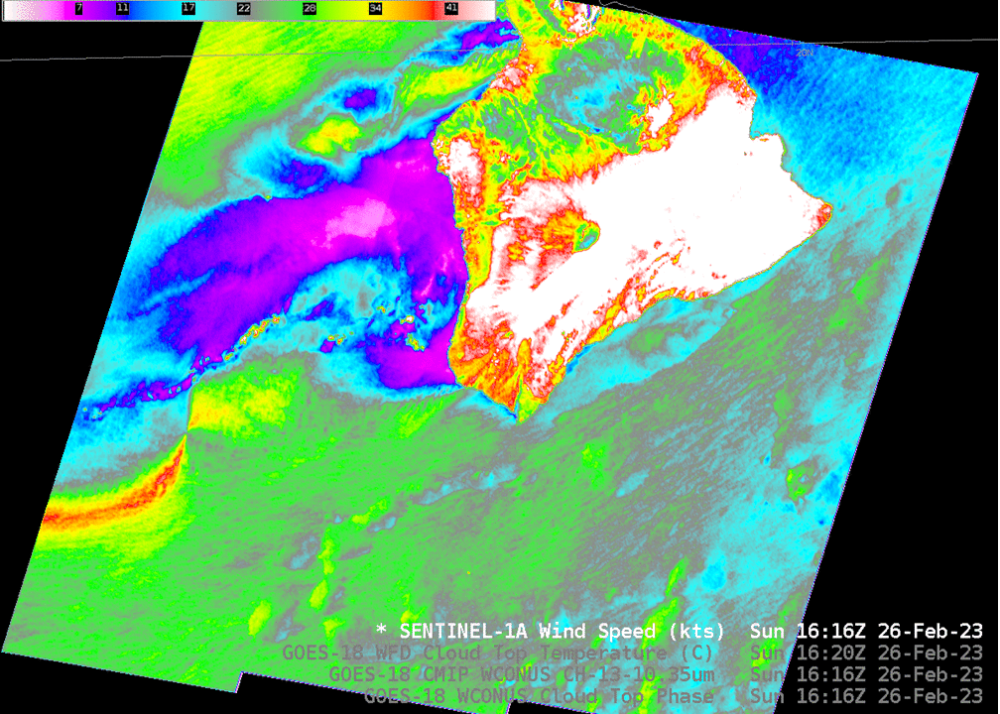 7 11 17 22 28 34 41
20N
* SENTINEL-1A Wind Speed (kts) Sun 16:16Z 26-Feb-23
GOES-18 WFD Cloud Top Temperature (C) Sun 16:20Z 26-Feb-23
GOES-18 CMIP WCONUS CH-13-10.35um Sun 16:16Z 26-Feb-23
GOES-18 WCONUS Cloud Top Phase Sun 16:16Z 26-Feb-23